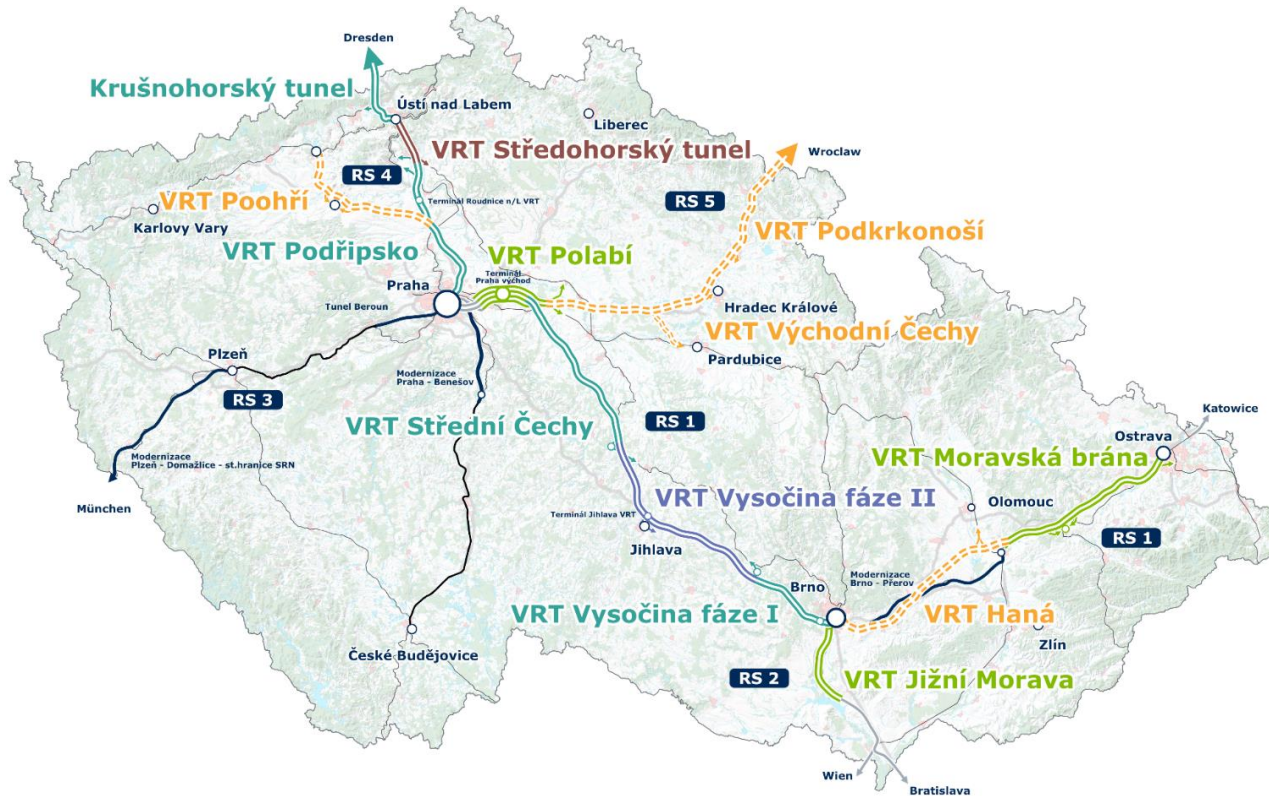 Dresden
Krušnohorský tunel
Ústí nad Labem
Liberec
VRT Středohorský tunel
Wroclaw
RS 4
RS 5
VRT Poohří
Terminál Roudnice n/L VRT
Karlovy Vary
VRT Podkrkonoší
VRT Podřipsko
VRT Polabí
Terminál
Praha východ
Praha
Tunel Beroun
Hradec Králové
VRT Východní Čechy
Plzeň
Pardubice
Modernizace
Praha - Benešov
RS 3
Katowice
VRT Střední Čechy
RS 1
Ostrava
Modernizace
Plzeň - Domažlice - st.hranice SRN
VRT Moravská brána
München
VRT Vysočina fáze II
Olomouc
Terminál Jihlava VRT
RS 1
Jihlava
Brno
Modernizace
Brno - Přerov
VRT Vysočina fáze I
VRT Haná
Zlín
České Budějovice
RS 2
VRT Jižní Morava
Wien
Bratislava